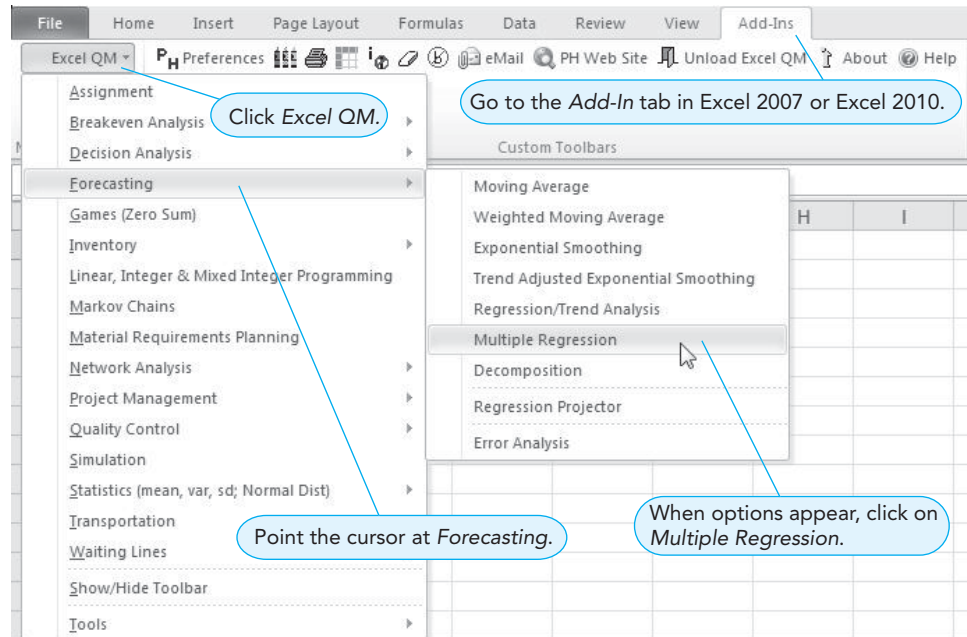 File Home Insert Page Layout Formulas Data Review View Add-Ins
Excel QM PH Preferences eMail PH Web Site Unload Excel QM About Help
Assignment
Go to the Add-In tab in Excel 2007 or Excel 2010.
Click Excel QM.
Breakeven Analysis
Decision Analysis
Custom Toolbars
Forecasting
Moving Average
Games (Zero Sum)
Weighted Moving Average
H I
Inventory
Exponential Smoothing
Linear, Integer & Mixed Integer Programming
Trend Adjusted Exponential Smoothing
Markov Chains
Regression/Trend Analysis
Material Requirements Planning
Multiple Regression
Network Analysis
Decomposition
Project Management
Regression Projector
Quality Control
Error Analysis
Simulation
Statistics (mean, var, sd; Normal Dist)
Transportation
Point the cursor at Forecasting.
When options appear, click on
Multiple Regression.
Waiting Lines
Show/Hide Toolbar
Tools